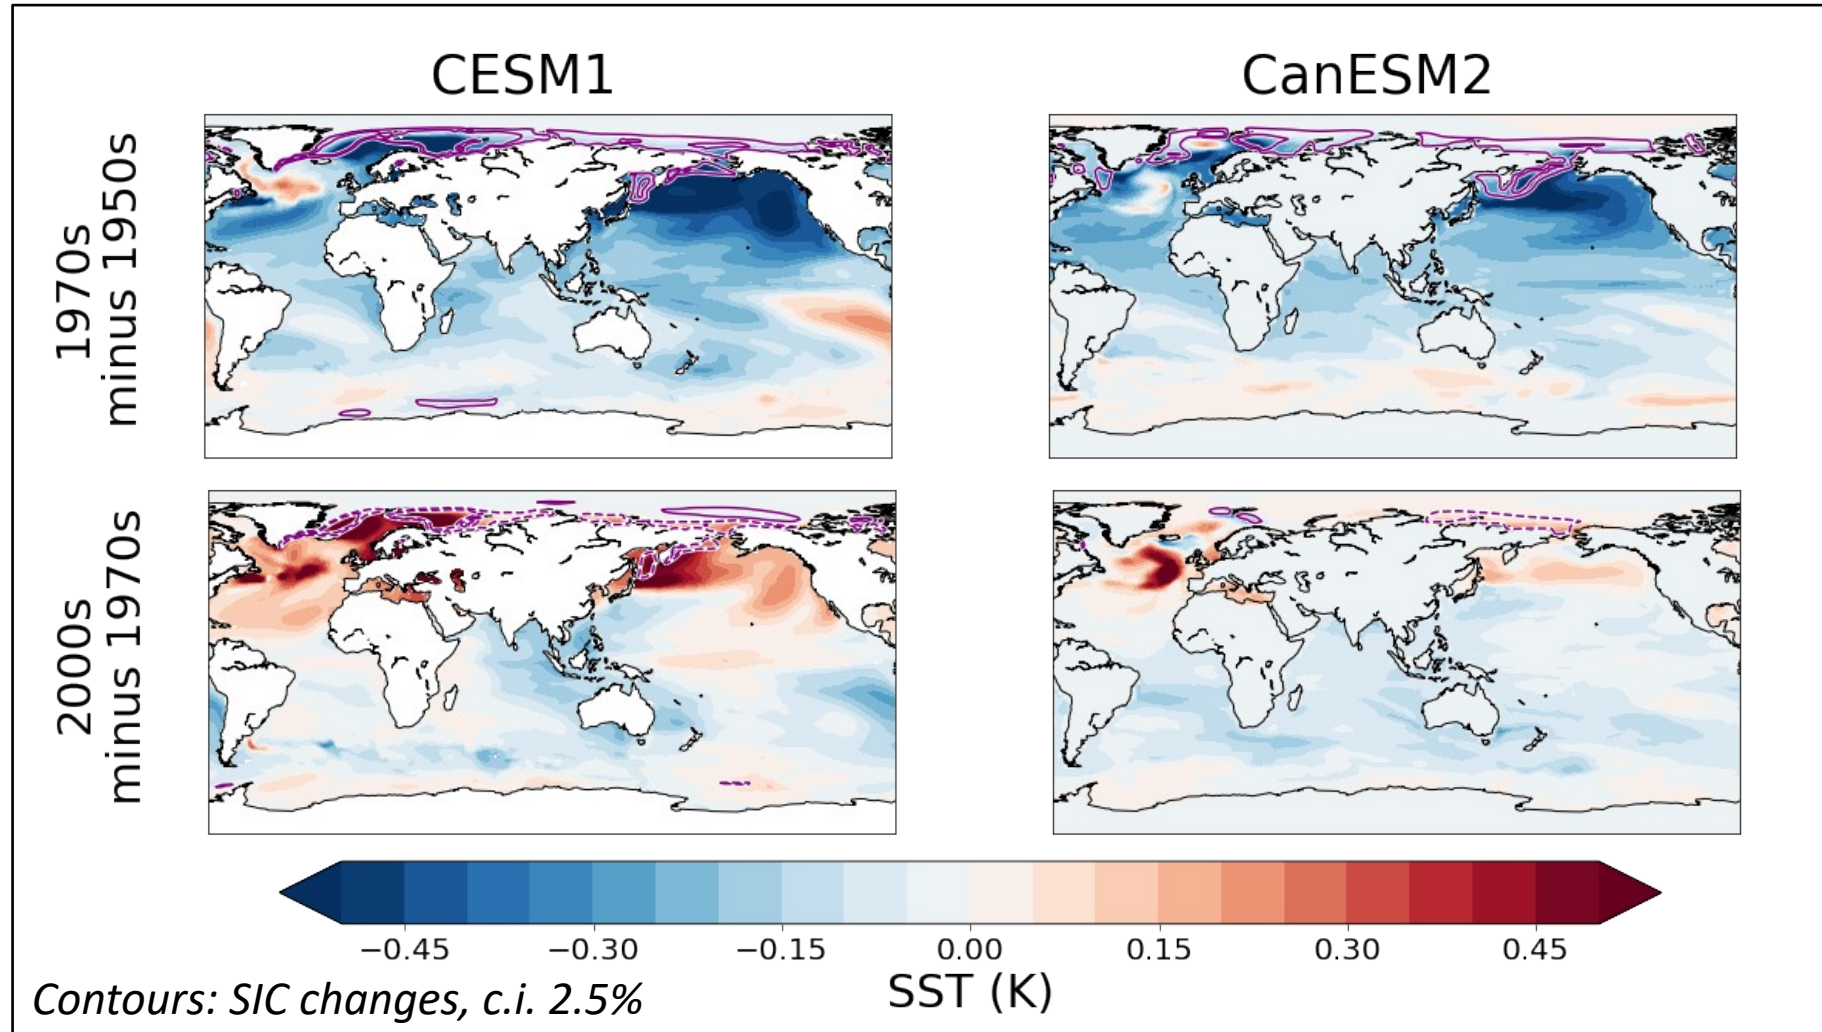 CESM1
CanESM2
1970s
minus 1950s
2000s
minus 1970s
−0.45 −0.30 −0.15 0.00 0.15 0.30 0.45
SST (K)
Contours: SIC changes, c.i. 2.5%